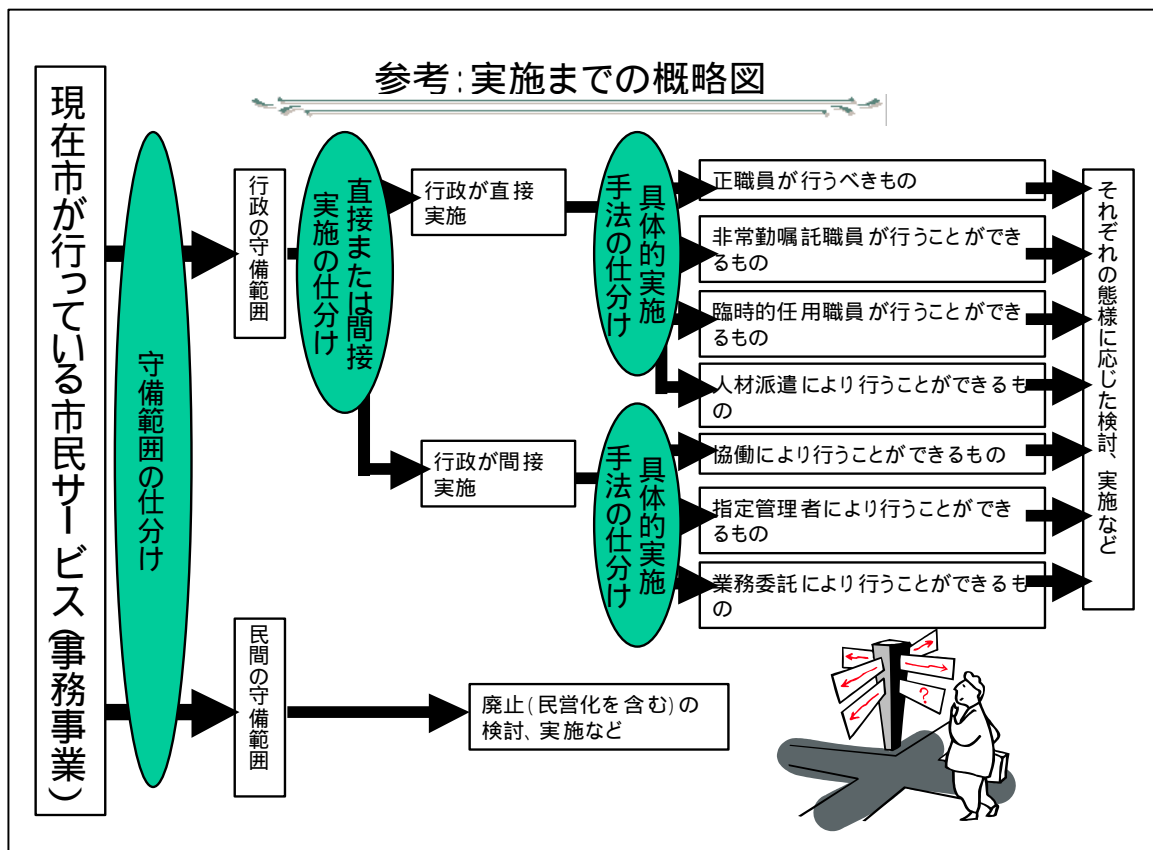 参考:実施までの概略図
現在市が行っている市民サービス(事務事業)
守備範囲の仕分け
行政の守備範囲
直接または間接
実施の仕分け
行政が直接
実施
具体的実施
手法の仕分け
正職員が行うべきもの
非常勤嘱託職員が行うことができ
るもの
臨時的任用職員が行うことができ
るもの
人材派遣により行うことができるも
の
行政が間接
実施
具体的実施
手法の仕分け
協働により行うことができるもの
指定管理者により行うことができ
るもの
業務委託により行うことができるも
の
それぞれの態様に応じた検討、実施など
民間の守備範囲
廃止(民営化を含む)の
検討、実施など
?